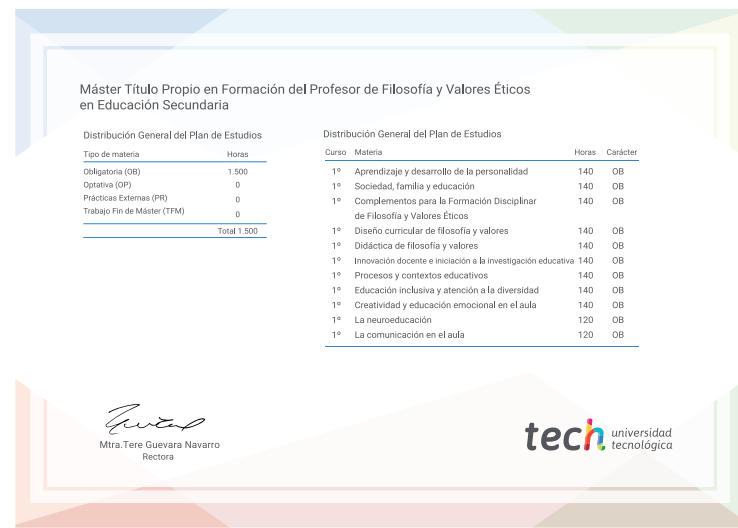 Máster Título Propio en Formación del Profesor de Filosofía y Valores Éticos
en Educación Secundaria
Distribución General del Plan de Estudios
Tipo de materia Horas
Obligatoria (OB) 1.500
Optativa (OP) 0
Prácticas Externas (PR) 0
Trabajo Fin de Máster (TFM) 0
Total 1.500
Distribución General del Plan de Estudios
Curso Materia Horas Carácter
1º Aprendizaje y desarrollo de la personalidad 140 OB
1º Sociedad, familia y educación 140 OB
1º Complementos para la Formación Disciplinar 140 OB
de Filosofía y Valores Éticos
1º Diseño curricular de filosofía y valores 140 OB
1º Didáctica de filosofía y valores 140 OB
1º Innovación docente e iniciación a la investigación educativa 140 OB
1º Procesos y contextos educativos 140 OB
1º Educación inclusiva y atención a la diversidad 140 OB
1º Creatividad y educación emocional en el aula 140 OB
1º La neuroeducación 120 OB
1º La comunicación en el aula 120 OB
Mtra.Tere Guevara Navarro
Rectora
tech universidad
tecnológica